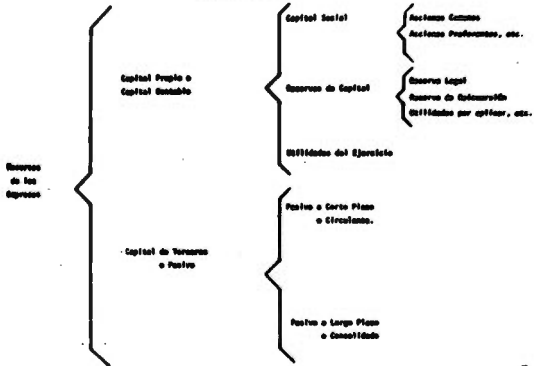 Capital Social
Acciones Comunes
Acciones Preferentes, etc.
Capital Propio o
Capital Contable
Reservas de Capital
Reserva Legal
Reserva de Reinversión
Utilidades por aplicar, etc.
Utilidades del Ejercicio
Recursos
de las
Empresas
Pasivo a Corto Plazo
o Circulante.
Capital de Terceros
o Pasivo
Pasivo a Largo Plazo
o Consolidado